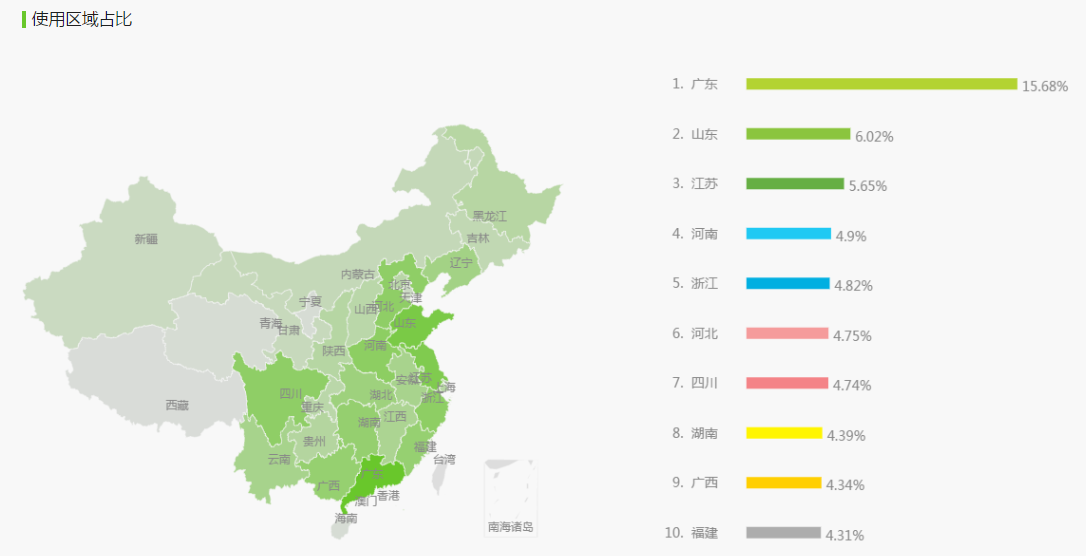 使用区域占比
1. 广东 15.68%
2. 山东 6.02%
3. 江苏 5.65%
4. 河南 4.9%
5. 浙江 4.82%
6. 河北 4.75%
7. 四川 4.74%
8. 湖南 4.39%
9. 广西 4.34%
10. 福建 4.31%
黑龙江
新疆
吉林
辽宁
内蒙古
北京
天津
宁夏
山西
河北
青海
甘肃
山东
陕西
河南
安徽
江苏
上海
四川
湖北
浙江
重庆
江西
湖南
贵州
西藏
福建
云南
台湾
广东
广西
香港
澳门
海南
南海诸岛